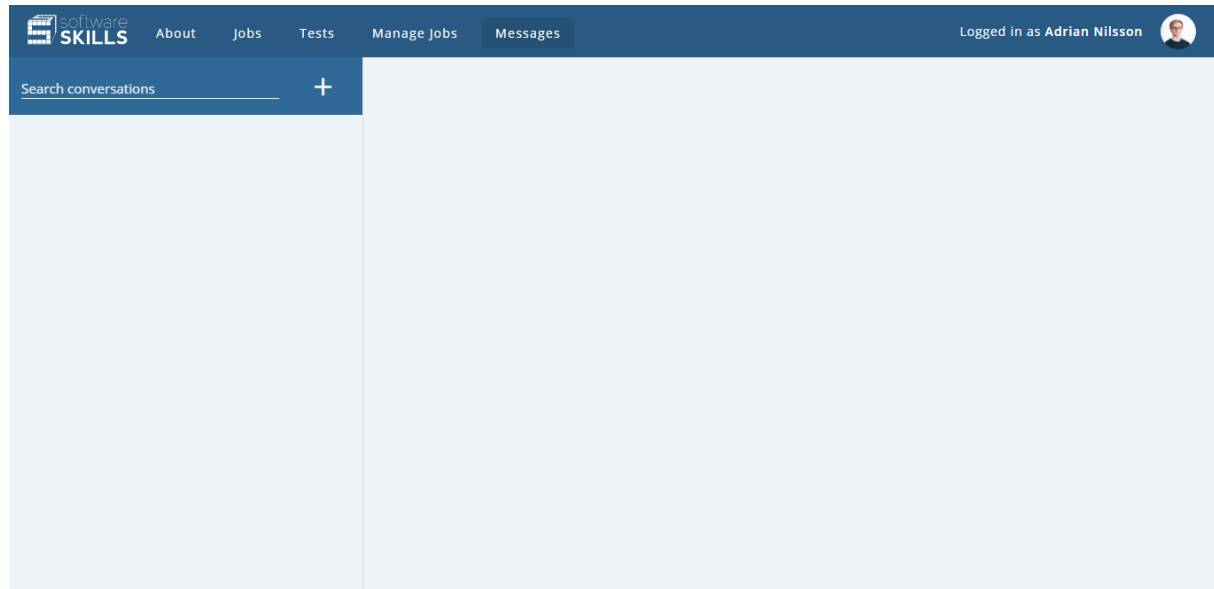 software
SKILLS
About Jobs Tests Manage Jobs Messages
Logged in as Adrian Nilsson
Search conversations